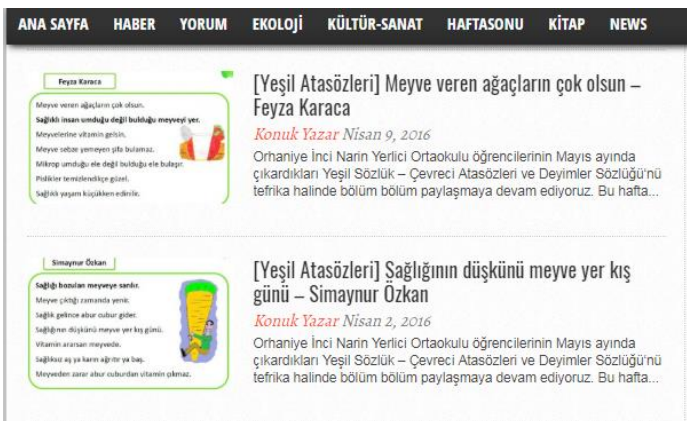 ANA SAYFA HABER YORUM EKOLOJİ KÜLTÜR-SANAT HAFTASONU KİTAP NEWS
Feyza Karaca
Meyve veren ağaçların çok olsun.
Sağlıklı insan umduğu değil bulduğu meyveyi yer.
Meyvelerine vitamin gelsin.
Meyve sebze yemeyen şifa bulamaz.
Mikrop umduğu ele değil bulduğu ele bulaşır.
Pislikler temizlendikçe güzel.
Sağlıklı yaşam küçükken edinilir.
[Yeşil Atasözleri] Meyve veren ağaçların çok olsun –
Feyza Karaca
Konuk Yazar Nisan 9, 2016
Orhaniye İnci Narin Yerlici Ortaokulu öğrencilerinin Mayıs ayında
çıkardıkları Yeşil Sözlük – Çevreci Atasözleri ve Deyimler Sözlüğü'nü
tefrika halinde bölüm bölüm paylaşmaya devam ediyoruz. Bu hafta...
Simaynur Özkan
Sağlığı bozulan meyveye sarılır.
Meyve çıktığı zamanda yenir.
Sağlık gelince abur cubur gider.
Sağlığının düşkünü meyve yer kış günü.
Vitamin ararsan meyvede.
Sağlıksız aş ya karın ağrıtır ya baş.
Meyveden zarar abur cuburdan vitamin çıkmaz.
[Yeşil Atasözleri] Sağlığının düşkünü meyve yer kış
günü – Simaynur Özkan
Konuk Yazar Nisan 2, 2016
Orhaniye İnci Narin Yerlici Ortaokulu öğrencilerinin Mayıs ayında
çıkardıkları Yeşil Sözlük – Çevreci Atasözleri ve Deyimler Sözlüğü'nü
tefrika halinde bölüm bölüm paylaşmaya devam ediyoruz. Bu hafta...